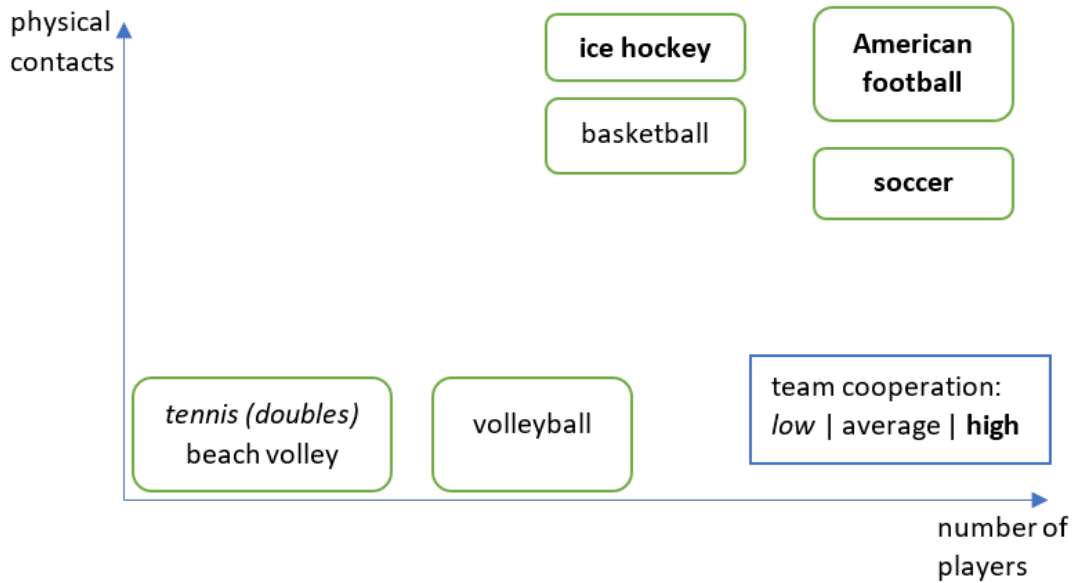 physical
contacts
ice hockey
American
football
basketball
soccer
tennis (doubles)
beach volley
volleyball
team cooperation:
low | average | high
number of
players